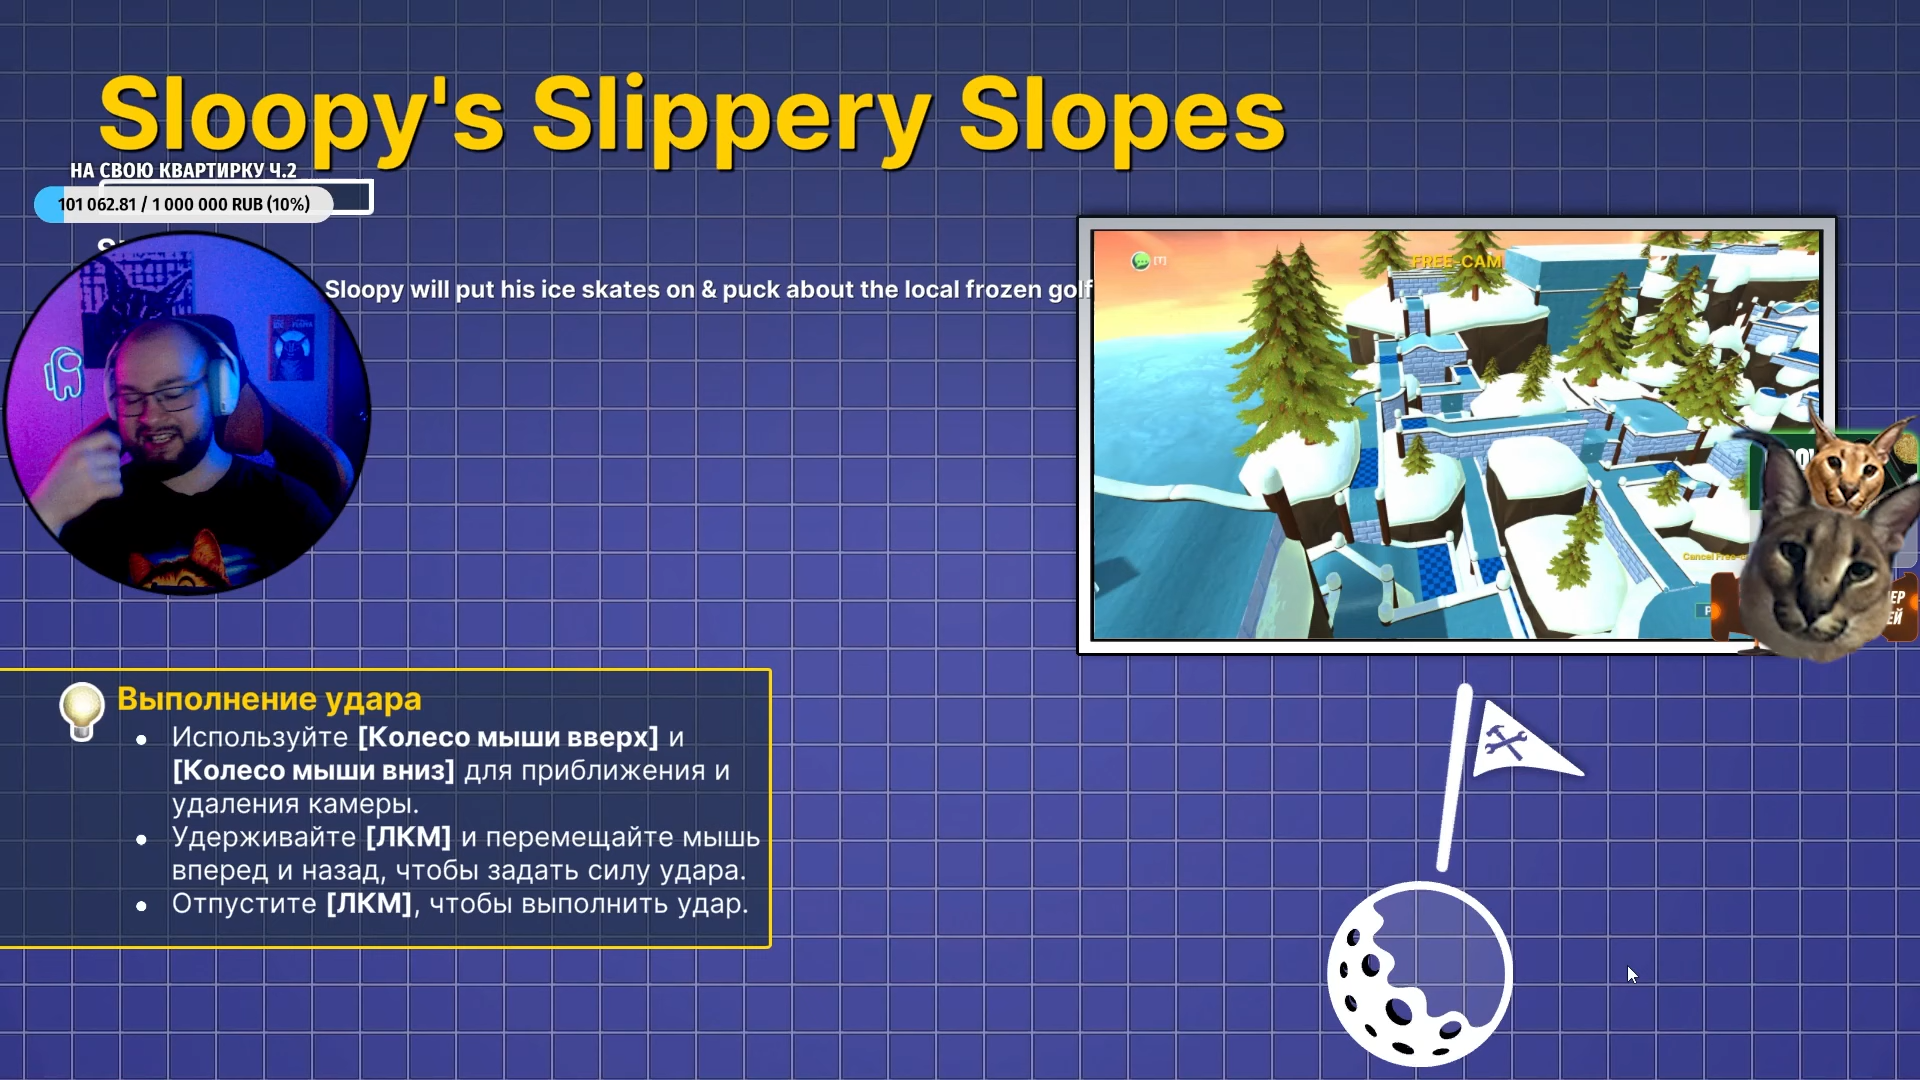 Sloopy's Slippery Slopes
НА СВОЮ КВАРТИРКУ Ч.2
101 062.81 / 1 000 000 RUB (10%)
Sloopy will put his ice skates on & puck about the local frozen golf
[T]
FREE-CAM
Выполнение удара
Используйте [Колесо мыши вверх] и
[Колесо мыши вниз] для приближения и
удаления камеры.
Удерживайте [ЛКМ] и перемещайте мышь
вперед и назад, чтобы задать силу удара.
Отпустите [ЛКМ], чтобы выполнить удар.